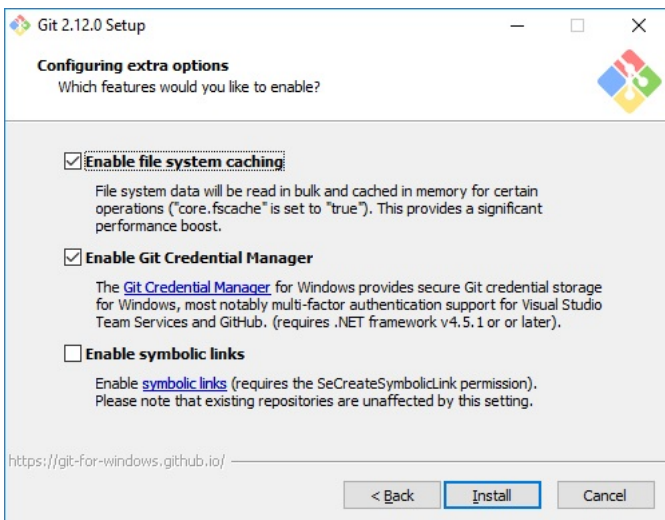 Git 2.12.0 Setup
Configuring extra options
Which features would you like to enable?
Enable file system caching
File system data will be read in bulk and cached in memory for certain
operations ("core.fscache" is set to "true"). This provides a significant
performance boost.
Enable Git Credential Manager
The Git Credential Manager for Windows provides secure Git credential storage
for Windows, most notably multi-factor authentication support for Visual Studio
Team Services and GitHub. (requires .NET framework v4.5.1 or or later).
Enable symbolic links
Enable symbolic links (requires the SeCreateSymbolicLink permission).
Please note that existing repositories are unaffected by this setting.
https://git-for-windows.github.io/
< Back Install Cancel